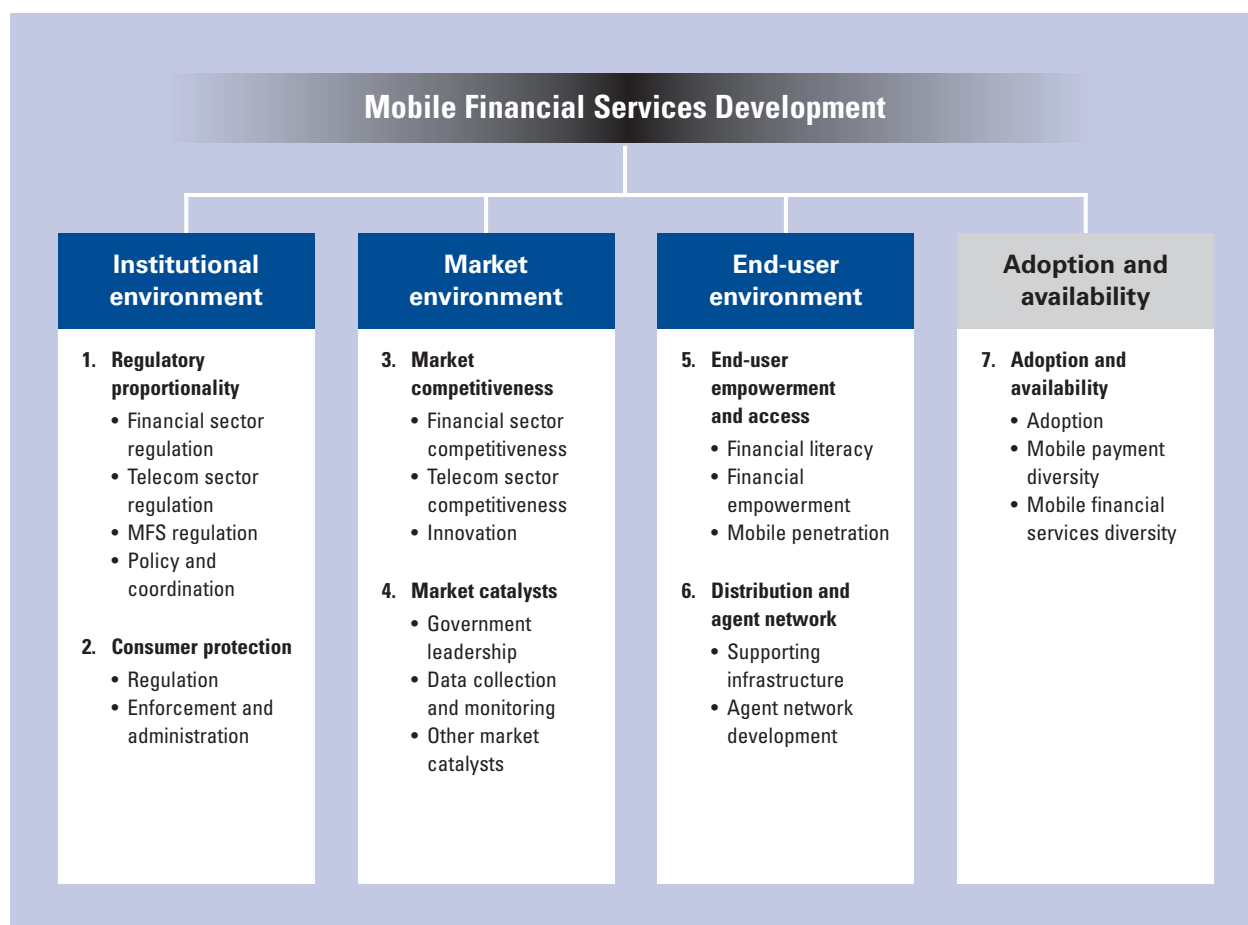 Mobile Financial Services Development
Institutional
environment
1. Regulatory
proportionality
• Financial sector
regulation
• Telecom sector
regulation
• MFS regulation
• Policy and
coordination
2. Consumer protection
• Regulation
• Enforcement and
administration
Market
environment
3. Market
competitiveness
• Financial sector
competitiveness
• Telecom sector
competitiveness
• Innovation
4. Market catalysts
• Government
leadership
• Data collection
and monitoring
• Other market
catalysts
End-user
environment
5. End-user
empowerment
and access
• Financial literacy
• Financial
empowerment
• Mobile penetration
6. Distribution and
agent network
• Supporting
infrastructure
• Agent network
development
Adoption and
availability
7. Adoption and
availability
• Adoption
• Mobile payment
diversity
• Mobile financial
services diversity